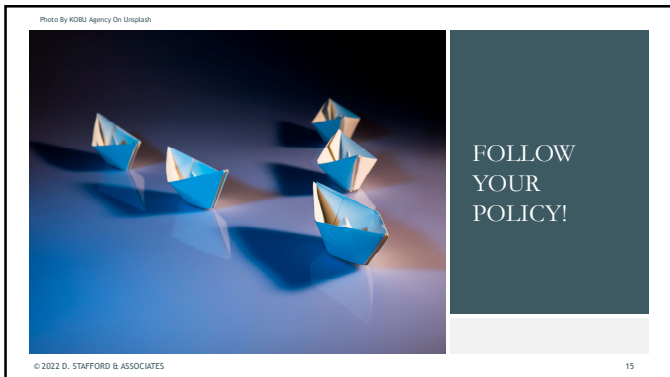 Photo By KOBU Agency On Unsplash
FOLLOW
YOUR
POLICY!
© 2022 D. STAFFORD & ASSOCIATES
15